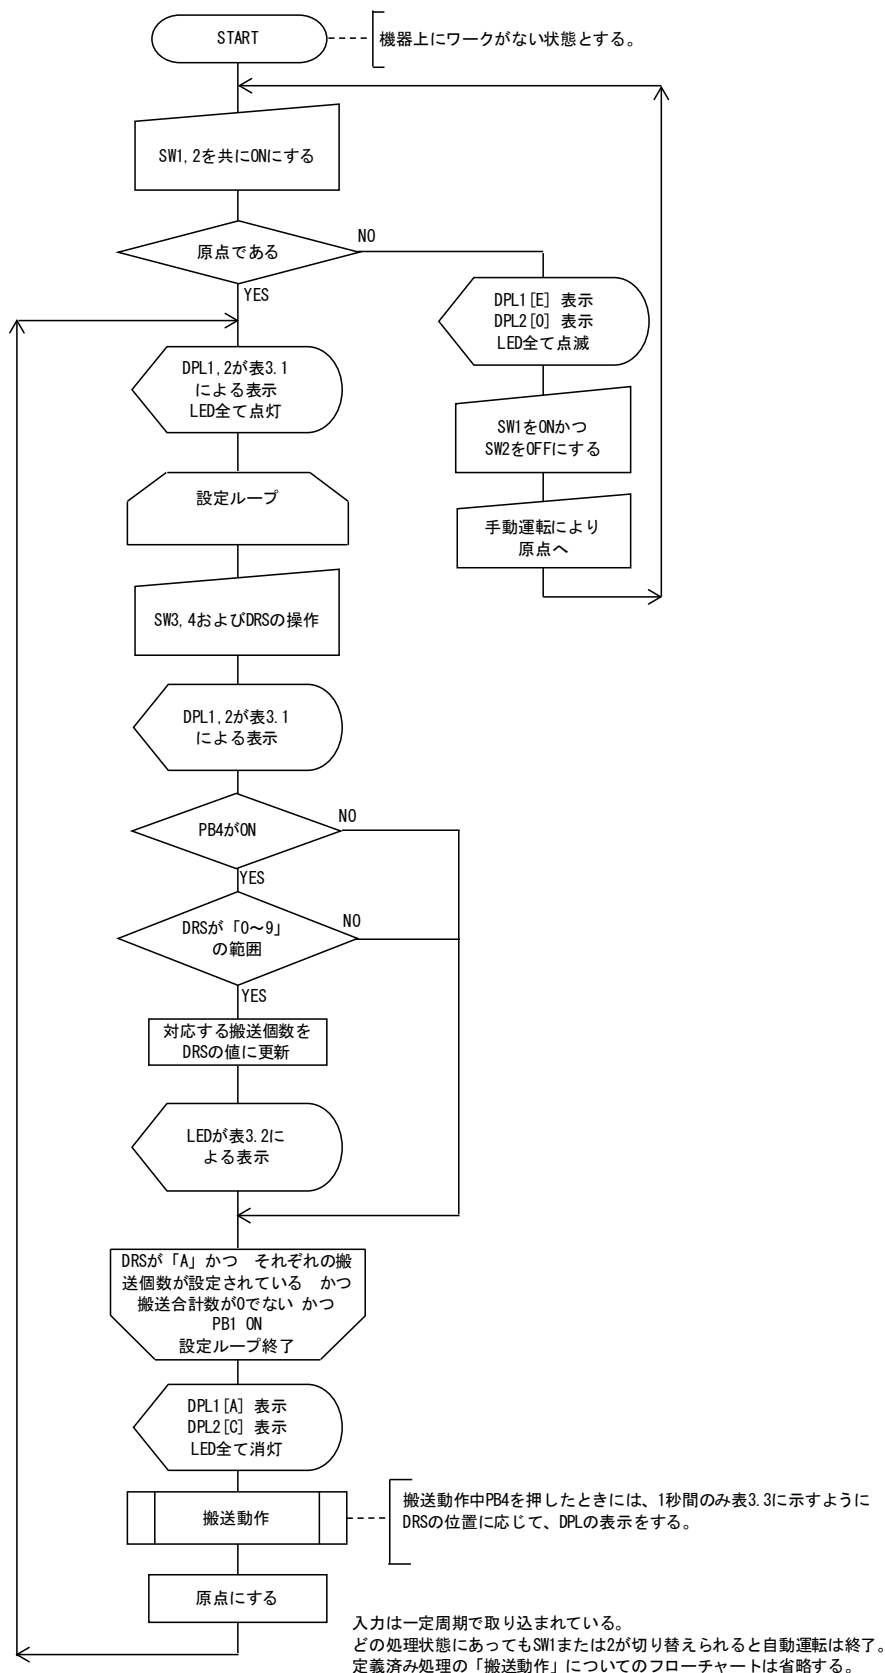 START
機器上にワークがない状態とする。
SW1,2を共にONにする
原点である
NO
YES
DPL1[E] 表示
DPL2[0] 表示
LED全て点滅
DPL1,2が表3.1
による表示
LED全て点灯
SW1をONかつ
SW2をOFFにする
設定ループ
手動運転により
原点へ
SW3,4およびDRSの操作
DPL1,2が表3.1
による表示
PB4がON
NO
YES
DRSが「0～9」
の範囲
NO
YES
対応する搬送個数を
DRSの値に更新
LEDが表3.2に
よる表示
DRSが「A」かつ それぞれの搬
送個数が設定されている かつ
搬送合計数が0でない かつ
PB1 ON
設定ループ終了
DPL1[A] 表示
DPL2[C] 表示
LED全て消灯
搬送動作
搬送動作中PB4を押したときには、1秒間のみ表3.3に示すように
DRSの位置に応じて、DPLの表示をする。
原点にする
入力は一定周期で取り込まれている。
どの処理状態にあってもSW1または2が切り替えられると自動運転は終了。
定義済み処理の「搬送動作」についてのフローチャートは省略する。